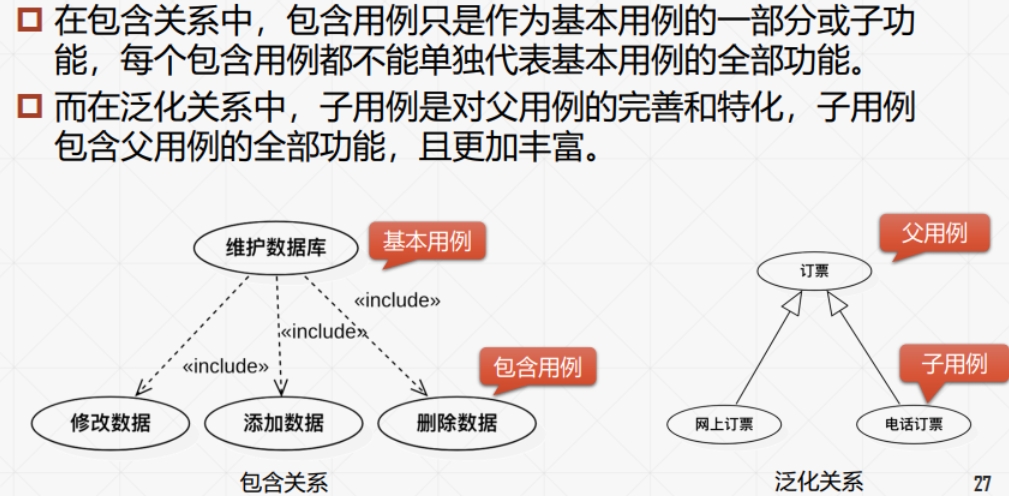 在包含关系中，包含用例只是作为基本用例的一部分或子功
能，每个包含用例都不能单独代表基本用例的全部功能。
而在泛化关系中，子用例是对父用例的完善和特化，子用例
包含父用例的全部功能，且更加丰富。
维护数据库
基本用例
«include»
«include»
«include»
包含用例
修改数据
添加数据
删除数据
包含关系
父用例
订票
子用例
网上订票
电话订票
泛化关系
27